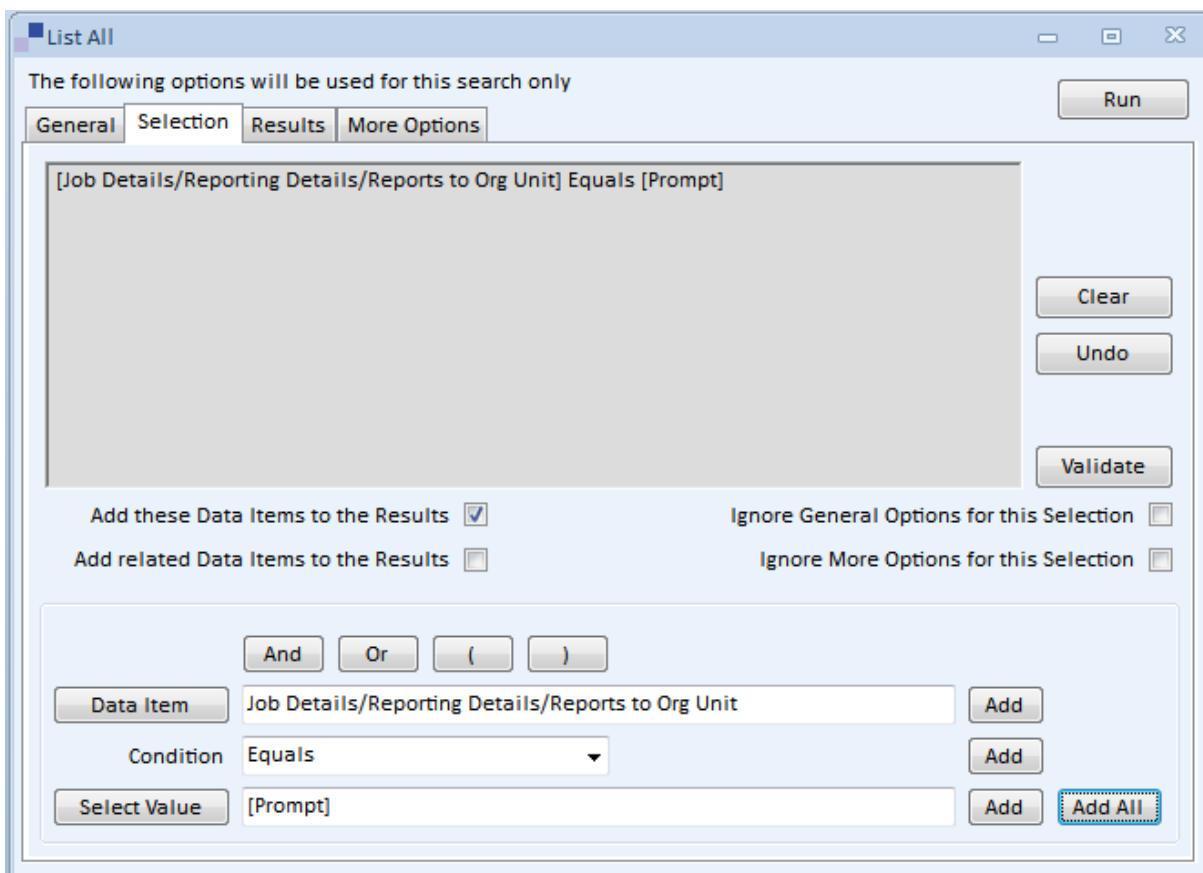 List All
The following options will be used for this search only
Run
General Selection Results More Options
[Job Details/Reporting Details/Reports to Org Unit] Equals [Prompt]
Clear
Undo
Validate
Add these Data Items to the Results Ignore General Options for this Selection
Add related Data Items to the Results Ignore More Options for this Selection
And Or ( )
Data Item Job Details/Reporting Details/Reports to Org Unit Add
Condition Equals Add
Select Value [Prompt] Add Add All